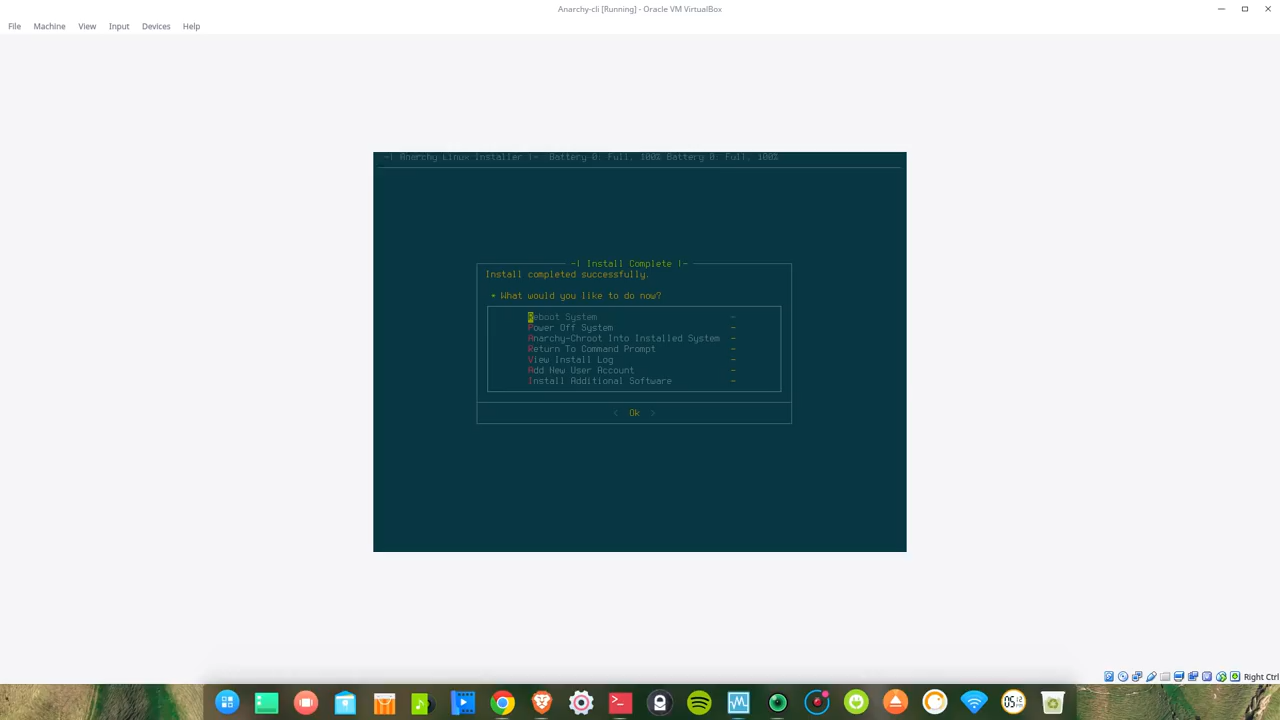 Anarchy-cli [Running] - Oracle VM VirtualBox
File Machine View Input Devices Help
-| Anarchy Linux Installer |- Battery 0: Full, 100% Battery 0: Full, 100%
-| Install Complete |-
Install completed successfully.
* What would you like to do now?
Reboot System -
Power Off System -
Anarchy-Chroot Into Installed System -
Return To Command Prompt -
View Install Log -
Add New User Account -
Install Additional Software -
< Ok >
Right Ctrl